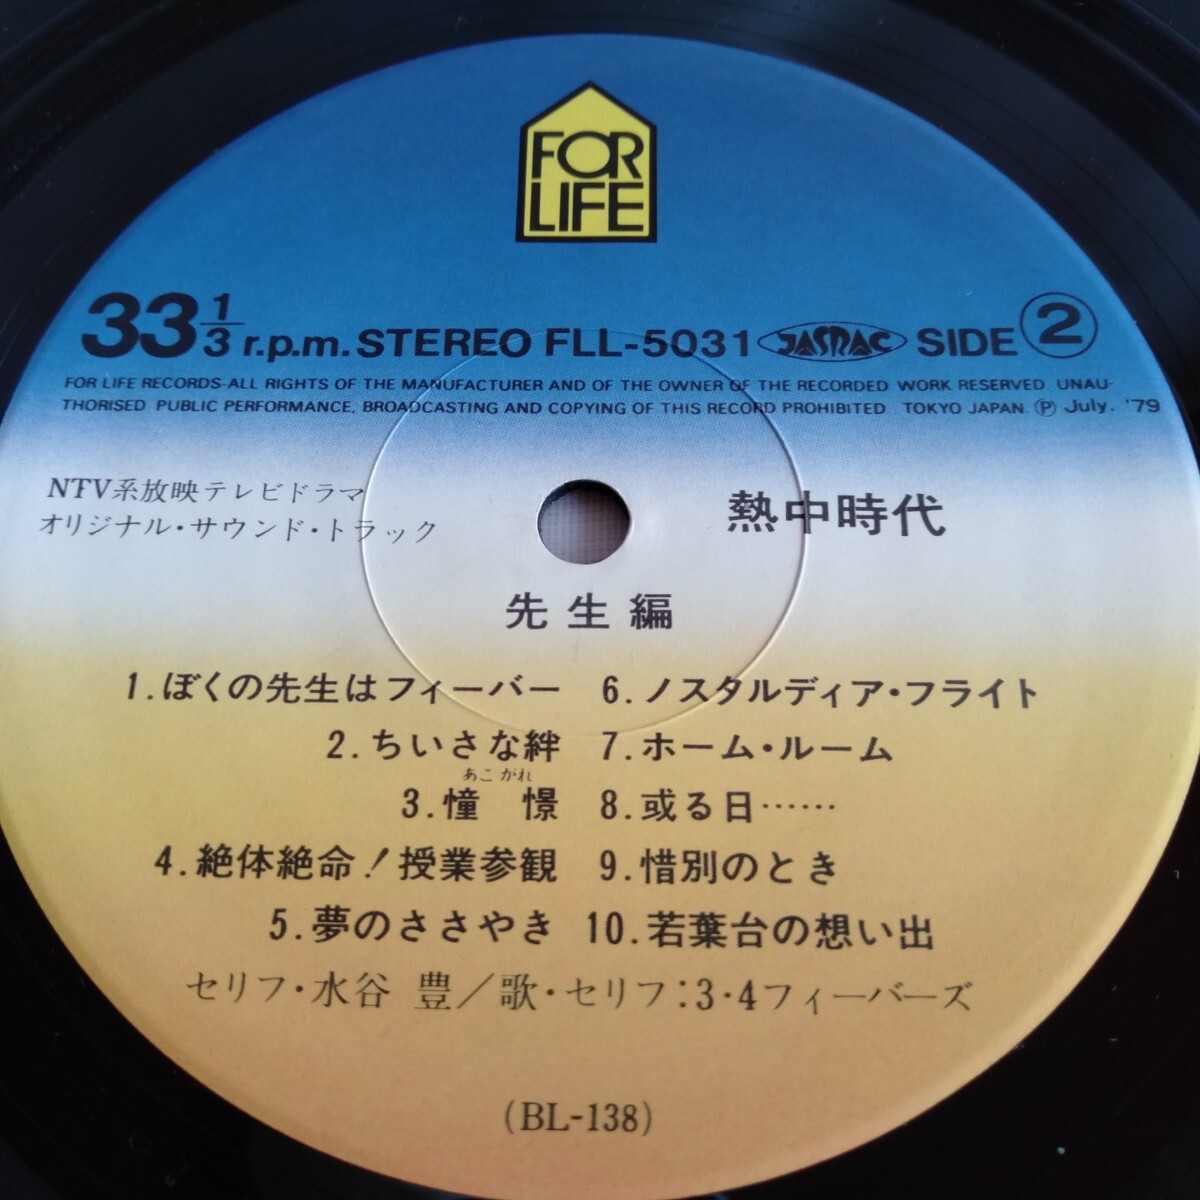 FOR
LIFE
33 1/3 r.p.m. STEREO FLL-5031 JASRAC SIDE 2
FOR LIFE RECORDS-ALL RIGHTS OF THE MANUFACTURER AND OF THE OWNER OF THE RECORDED WORK RESERVED. UNAU-
THORISED PUBLIC PERFORMANCE, BROADCASTING AND COPYING OF THIS RECORD PROHIBITED. TOKYO JAPAN. Ⓟ July. '79
NTV系放映テレビドラマ
オリジナル・サウンド・トラック
熱中時代
先生編
1.ぼくの先生はフィーバー
2.ちいさな絆
あこがれ
3.憧憬
4.絶体絶命!授業参観
5.夢のささやき
6.ノスタルディア・フライト
7.ホーム・ルーム
8.或る日……
9.惜別のとき
10.若葉台の想い出
セリフ・水谷 豊/歌・セリフ:3・4フィーバーズ
(BL-138)